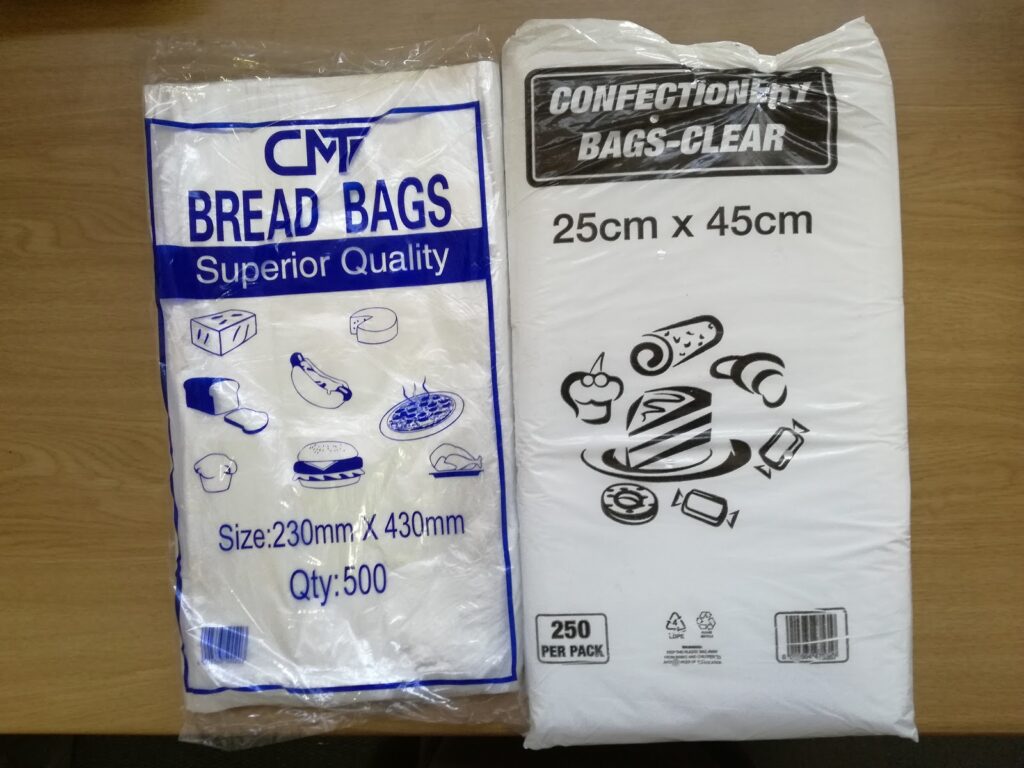 CMT
BREAD BAGS
Superior Quality
Size:230mm X 430mm
Qty:500
CONFECTIONERY
BAGS-CLEAR
25cm x 45cm
250
PER PACK
4
LDPE
WARNING: